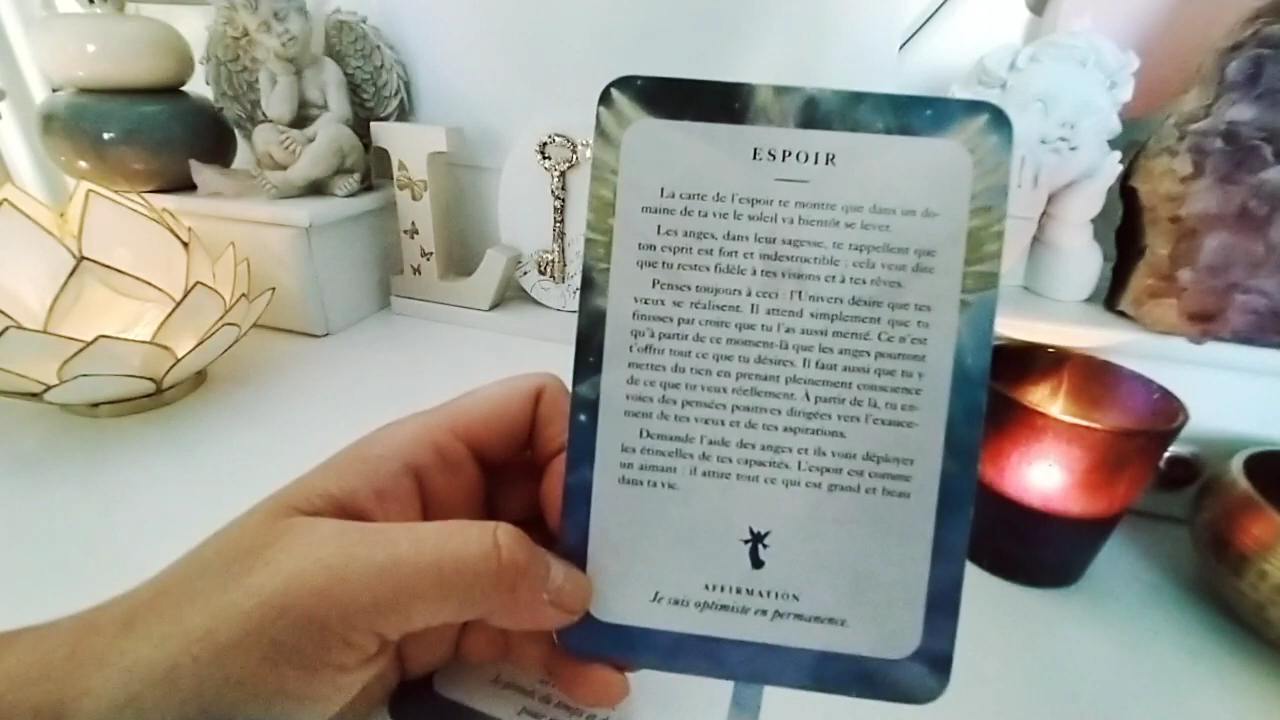 L
ESPOIR
La carte de l'espoir te montre que dans un do-
maine de ta vie le soleil va bientôt se lever.
Les anges, dans leur sagesse, te rappellent que
ton esprit est fort et indestructible ; cela veut dire
que tu restes fidèle à tes visions et à tes rêves.
Penses toujours à ceci : l'Univers désire que tes
vœux se réalisent. Il attend simplement que tu
finisses par croire que tu l'as aussi mérité. Ce n'est
qu'à partir de ce moment-là que les anges pourront
t'offrir tout ce que tu désires. Il faut aussi que tu y
mettes du tien en prenant pleinement conscience
de ce que tu veux réellement. À partir de là, tu en-
voies des pensées positives dirigées vers l'exauce-
ment de tes vœux et de tes aspirations.
Demande l'aide des anges et ils vont déployer
les étincelles de tes capacités. L'espoir est comme
un aimant : il attire tout ce qui est grand et beau
dans ta vie.
AFFIRMATION
Je suis optimiste en permanence.
Je prends du temps et
pour